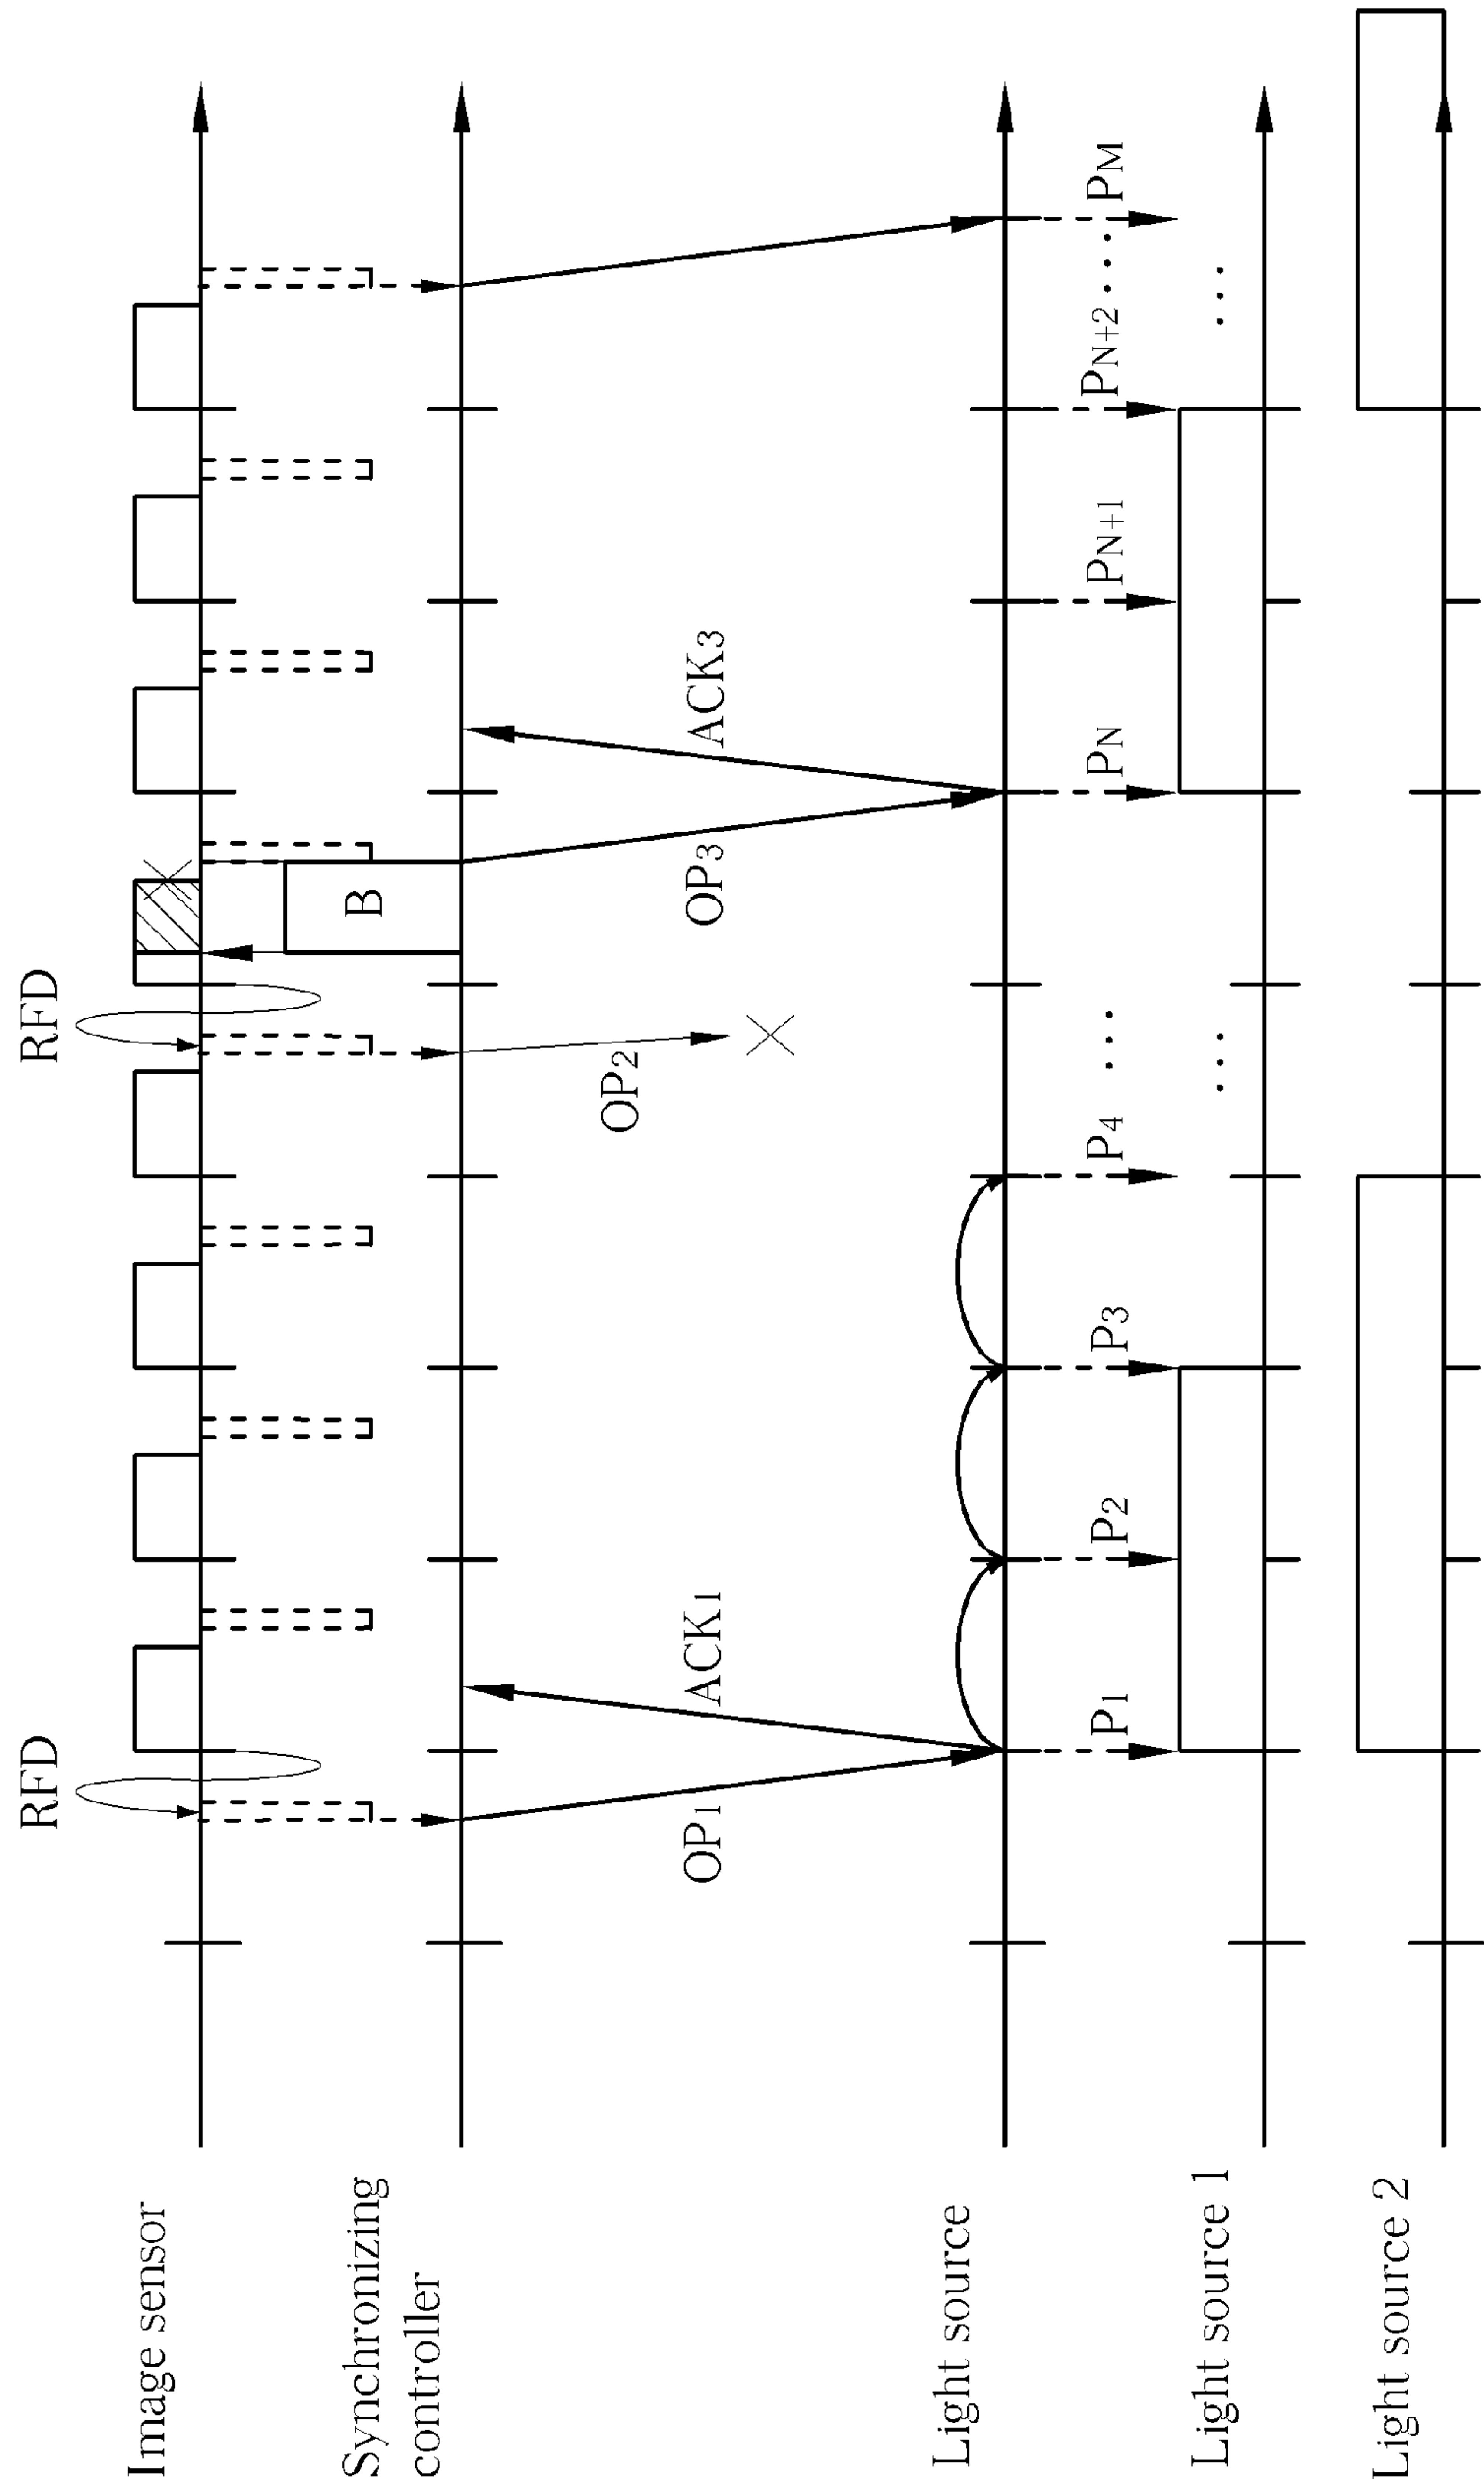 Image sensor
RFD
RFD
Synchronizing
controller
B
OP1
ACK1
OP2
OP3
ACK3
Light source
P1
P2
P3
P4
...
PN
PN+1
PN+2
...
PM
Light source 1
...
...
Light source 2